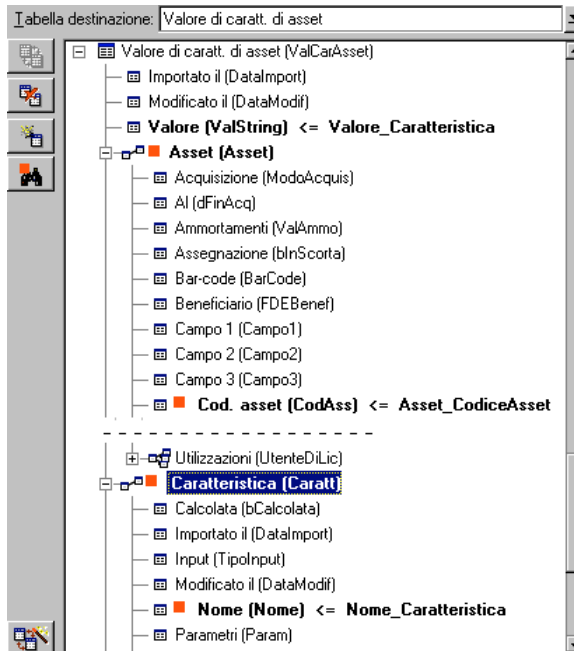 Tabella destinazione: Valore di caratt. di asset
Valore di caratt. di asset (ValCarAsset)
Importato il (DataImport)
Modificato il (DataModif)
Valore (ValString) <= Valore_Caratteristica
Asset (Asset)
Acquisizione (ModoAcquis)
Al (dFinAcq)
Ammortamenti (ValAmmo)
Assegnazione (bInScorta)
Bar-code (BarCode)
Beneficiario (FDEBenef)
Campo 1 (Campo1)
Campo 2 (Campo2)
Campo 3 (Campo3)
Cod. asset (CodAss) <= Asset_CodiceAsset
Utilizzazioni (UtenteDiLic)
Caratteristica (Caratt)
Calcolata (bCalcolata)
Importato il (DataImport)
Input (TipoInput)
Modificato il (DataModif)
Nome (Nome) <= Nome_Caratteristica
Parametri (Param)